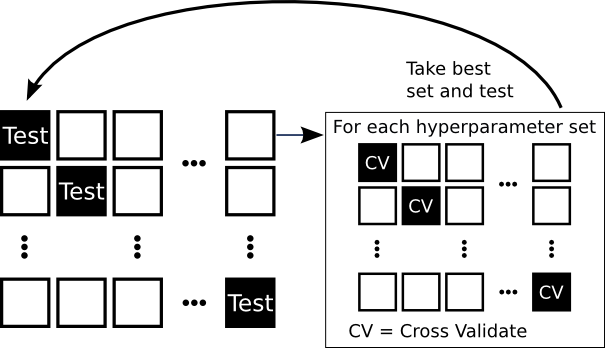 Take best
set and test
Test
Test
Test
For each hyperparameter set
CV
CV
CV
CV = Cross Validate